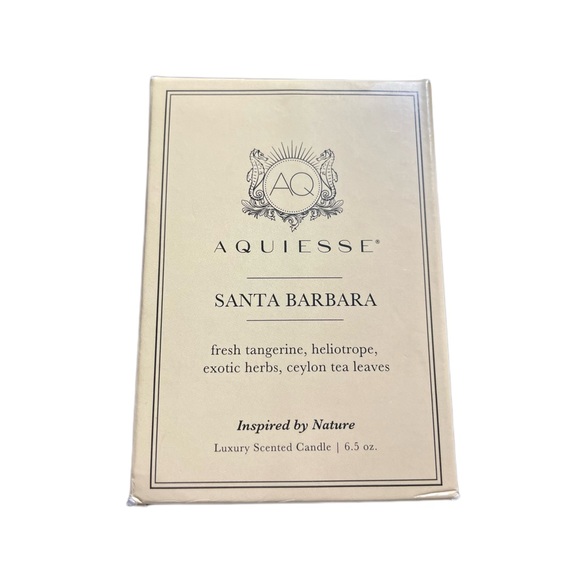 AQ
AQUIESSE®
SANTA BARBARA
fresh tangerine, heliotrope,
exotic herbs, ceylon tea leaves
Inspired by Nature
Luxury Scented Candle | 6.5 oz.